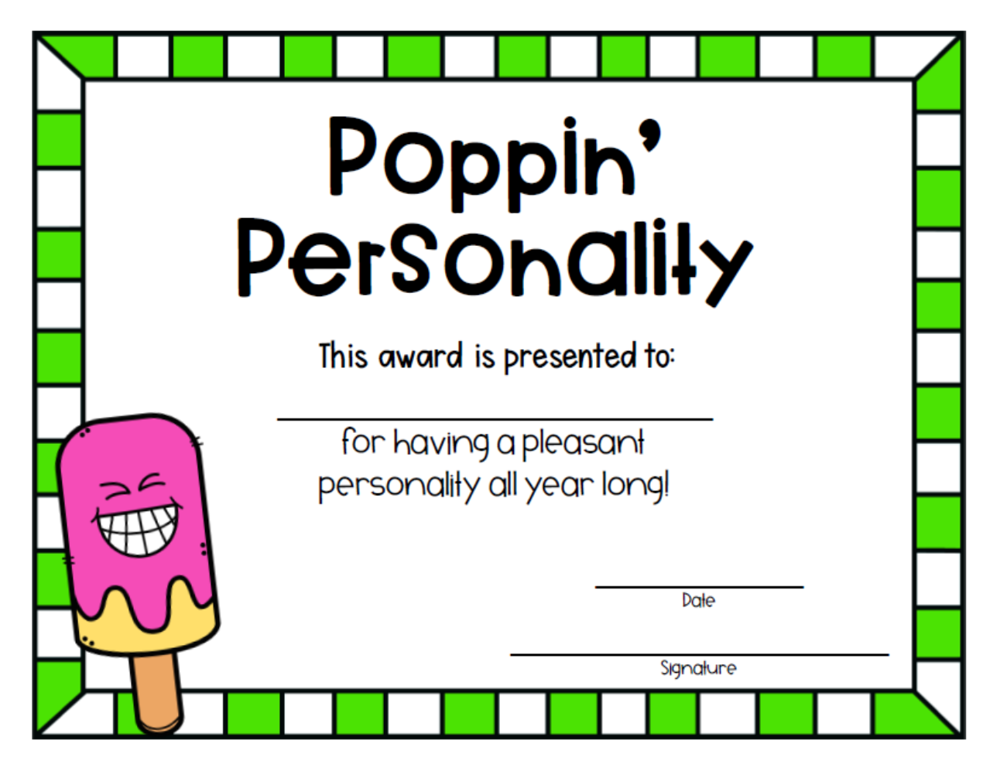 Poppin'
Personality
This award is presented to:
for having a pleasant
personality all year long!
Date
Signature